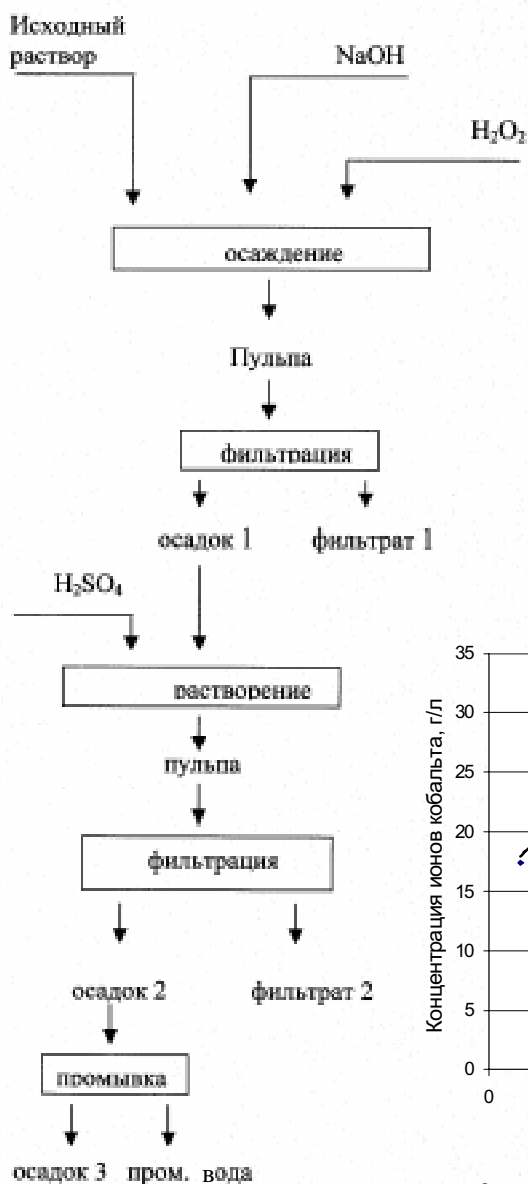 Исходный
раствор
NaOH
H₂O₂
осаждение
Пульпа
фильтрация
осадок 1 фильтрат 1
H₂SO₄
растворение
пульпа
фильтрация
осадок 2 фильтрат 2
промывка
осадок 3 пром. вода
Концентрация ионов кобальта, г/л
35
30
25
20
15
10
5
0
0